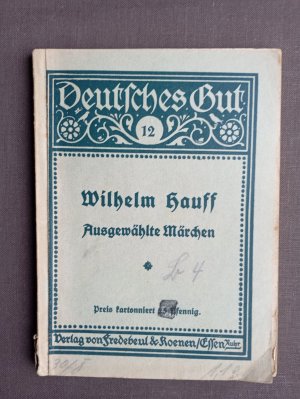 Deutsches Gut
12
Wilhelm Hauff
Ausgewählte Märchen
Preis kartonniert Pfennig.
Verlag von Fredebeul & Koenen/Essen Ruhr